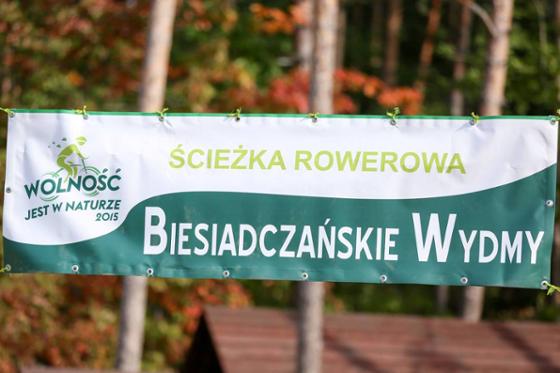 WOLNOŚĆ
JEST W NATURZE
2015
ŚCIEŻKA ROWEROWA
BIESIADCZAŃSKIE WYDMY